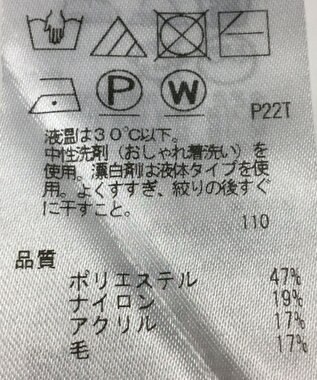 P W
P22T
液温は30℃以下。
中性洗剤（おしゃれ着洗い）を
使用。漂白剤は液体タイプを使
用。よくすすぎ、絞りの後すぐ
に干すこと。
110
品質
ポリエステル 47%
ナイロン 19%
アクリル 17%
毛 17%